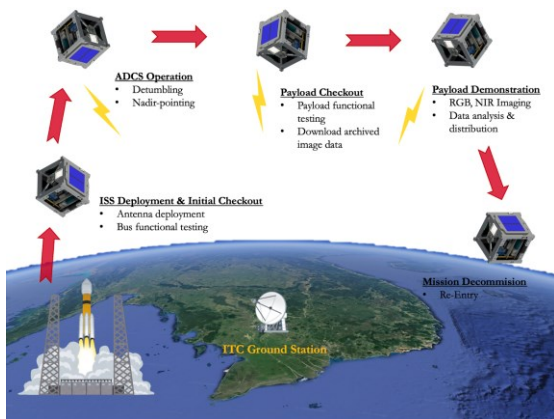 ADCS Operation
• Detumbling
• Nadir-pointing
Payload Checkout
• Payload functional
testing
• Download archived
image data
Payload Demonstration
• RGB, NIR Imaging
• Data analysis &
distribution
ISS Deployment & Initial Checkout
• Antenna deployment
• Bus functional testing
Mission Decommision
• Re-Entry
ITC Ground Station